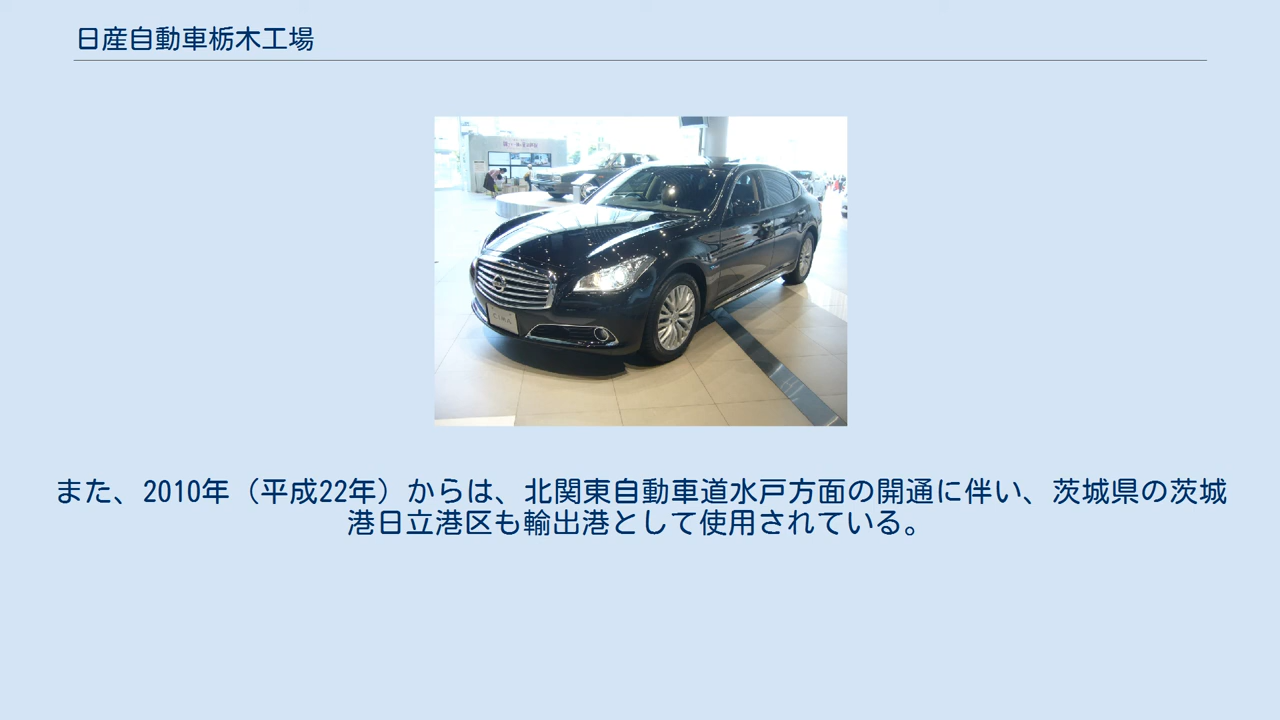 日産自動車栃木工場
また、2010年（平成22年）からは、北関東自動車道水戸方面の開通に伴い、茨城県の茨城
港日立港区も輸出港として使用されている。